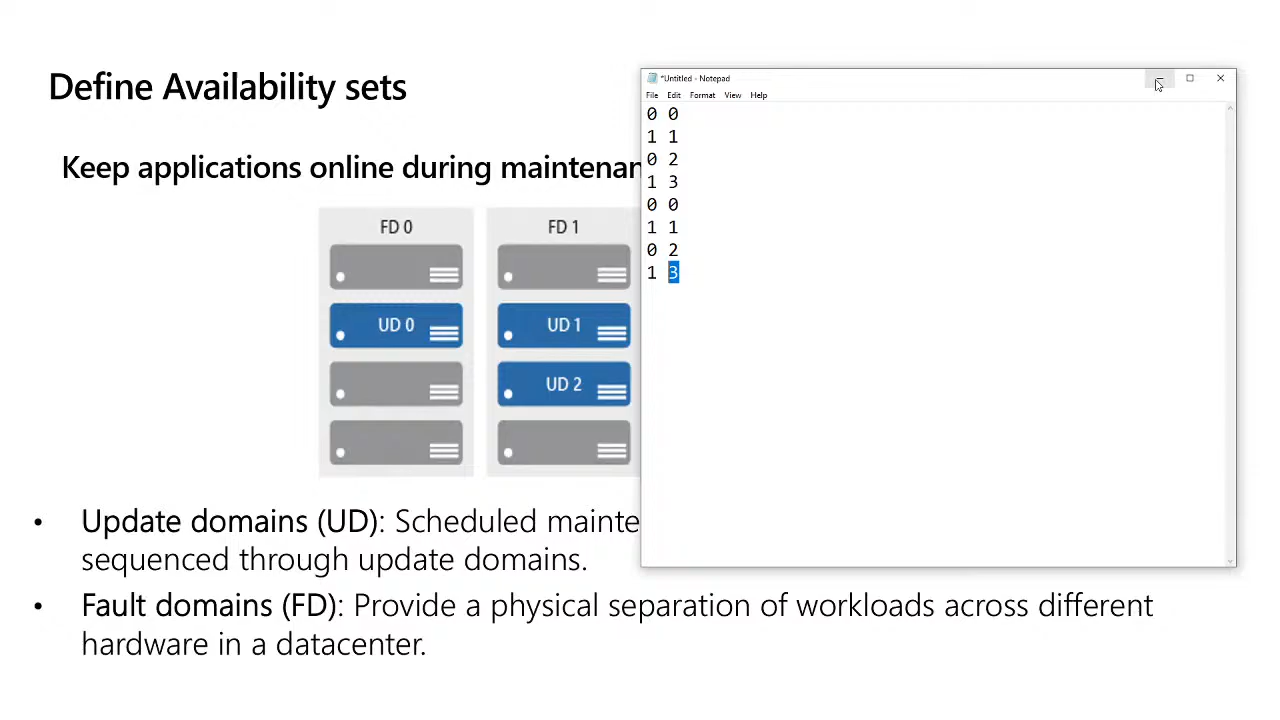 Define Availability sets
Keep applications online during
FD 0
FD 1
UD 0
UD 1
UD 2
• Update domains (UD): Scheduled
sequenced through update domains.
• Fault domains (FD): Provide a physical separation of workloads across different
hardware in a datacenter.
*Untitled - Notepad
File Edit Format View Help
0 0
1 1
0 2
1 3
0 0
1 1
0 2
1 3